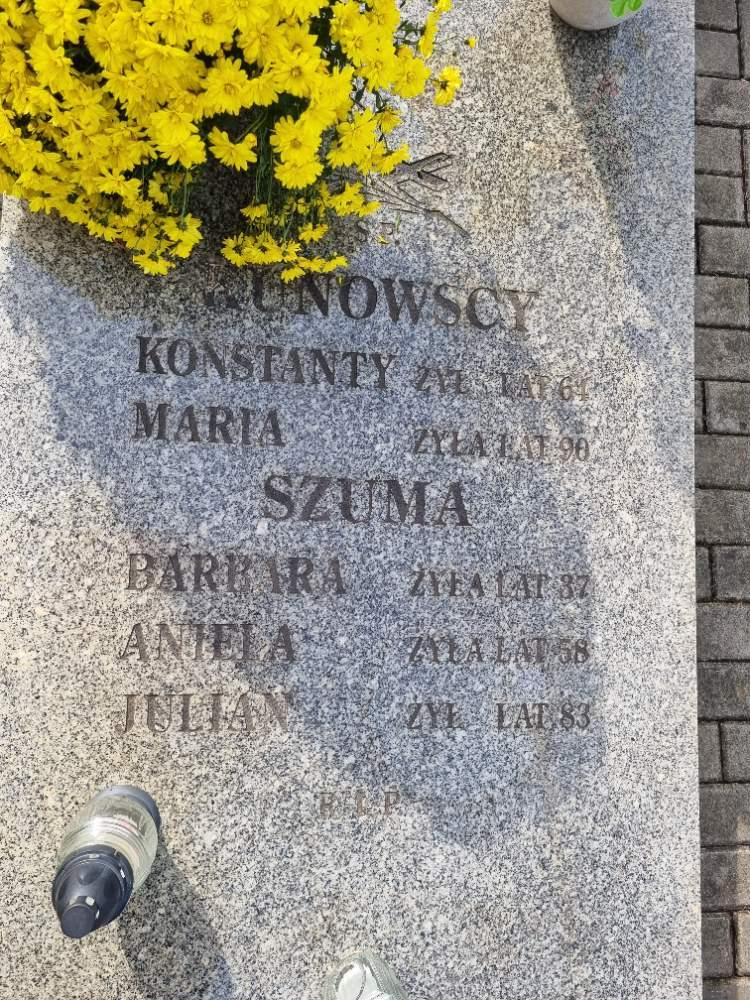 Ś.P.
KUNOWSCY
KONSTANTY ŻYŁ LAT 64
MARIA ŻYŁA LAT 90
SZUMA
BARBARA ŻYŁA LAT 37
ANIELA ŻYŁA LAT 58
JULIAN ŻYŁ LAT 83
R.I.P.